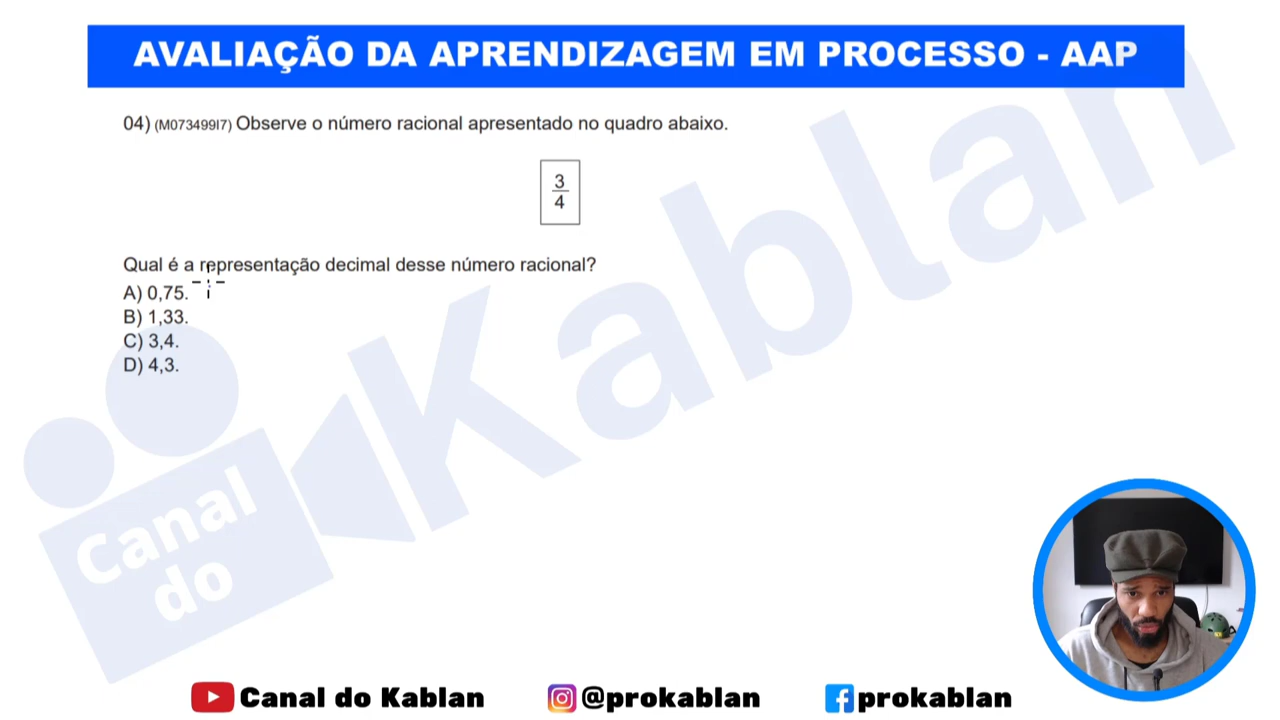 AVALIAÇÃO DA APRENDIZAGEM EM PROCESSO - AAP
04) (M073499I7) Observe o número racional apresentado no quadro abaixo.
3
4
Qual é a representação decimal desse número racional?
A) 0,75.
B) 1,33.
C) 3,4.
D) 4,3.
Canal
do
Kablan
Canal do Kablan
@prokablan
prokablan